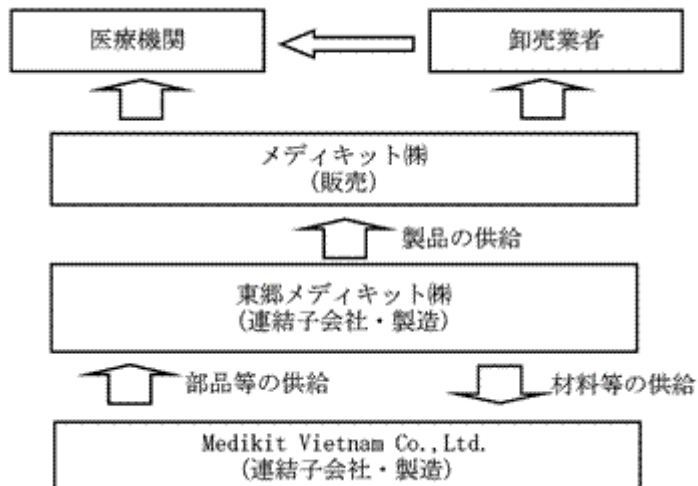 医療機関
卸売業者
メディキット㈱
(販売)
製品の供給
東郷メディキット㈱
(連結子会社・製造)
部品等の供給
材料等の供給
Medikit Vietnam Co.,Ltd.
(連結子会社・製造)